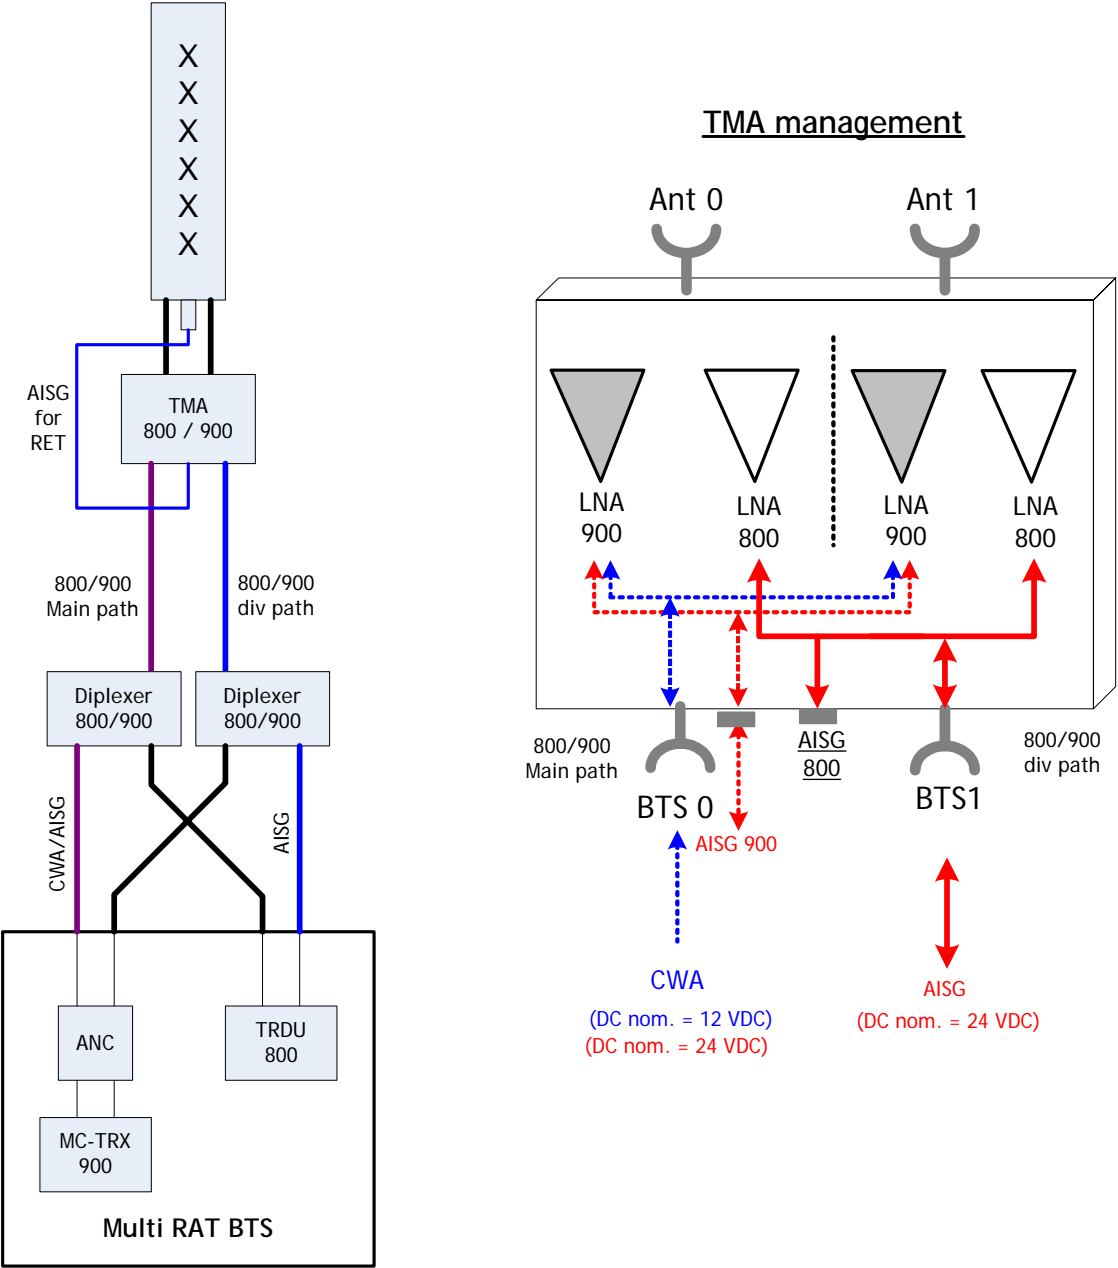 X
X
X
X
X
X
AISG
for
RET
TMA
800 / 900
800/900
Main path
800/900
div path
Diplexer
800/900
Diplexer
800/900
CWA/AISG
AISG
ANC
TRDU
800
MC-TRX
900
Multi RAT BTS
TMA management
Ant 0
Ant 1
LNA
900
LNA
800
LNA
900
LNA
800
800/900
Main path
BTS 0
AISG 900
AISG
800
BTS1
800/900
div path
CWA
(DC nom. = 12 VDC)
(DC nom. = 24 VDC)
AISG
(DC nom. = 24 VDC)